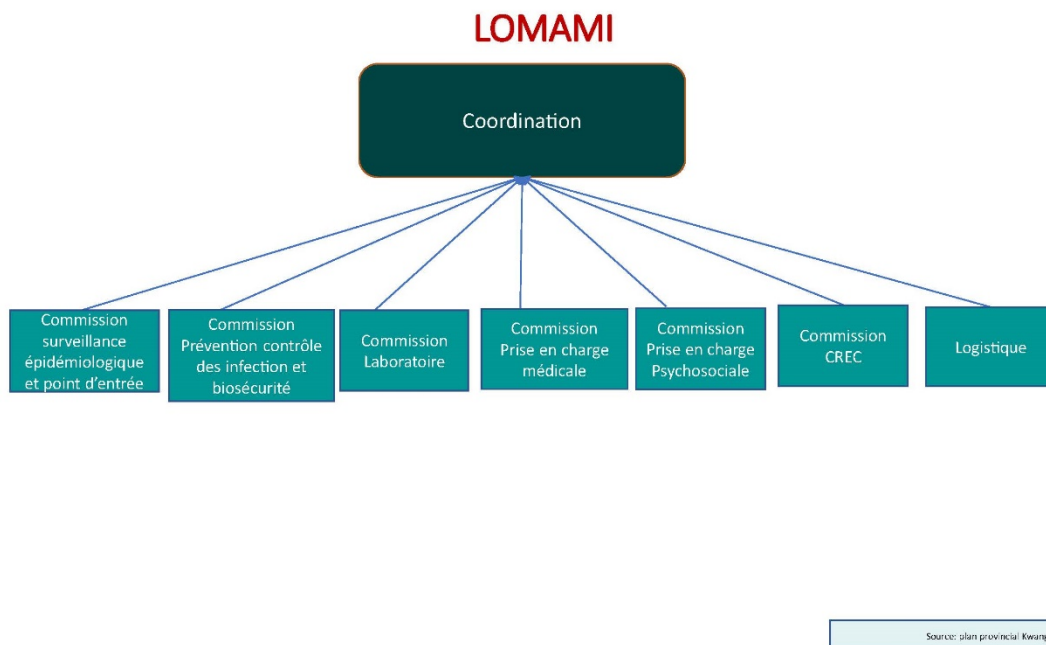 LOMAMI
Coordination
Commission
surveillance
épidémiologique
et point d'entrée
Commission
Prévention contrôle
des infection et
biosécurité
Commission
Laboratoire
Commission
Prise en charge
médicale
Commission
Prise en charge
Psychosociale
Commission
CREC
Logistique
Source: plan provincial Kwang